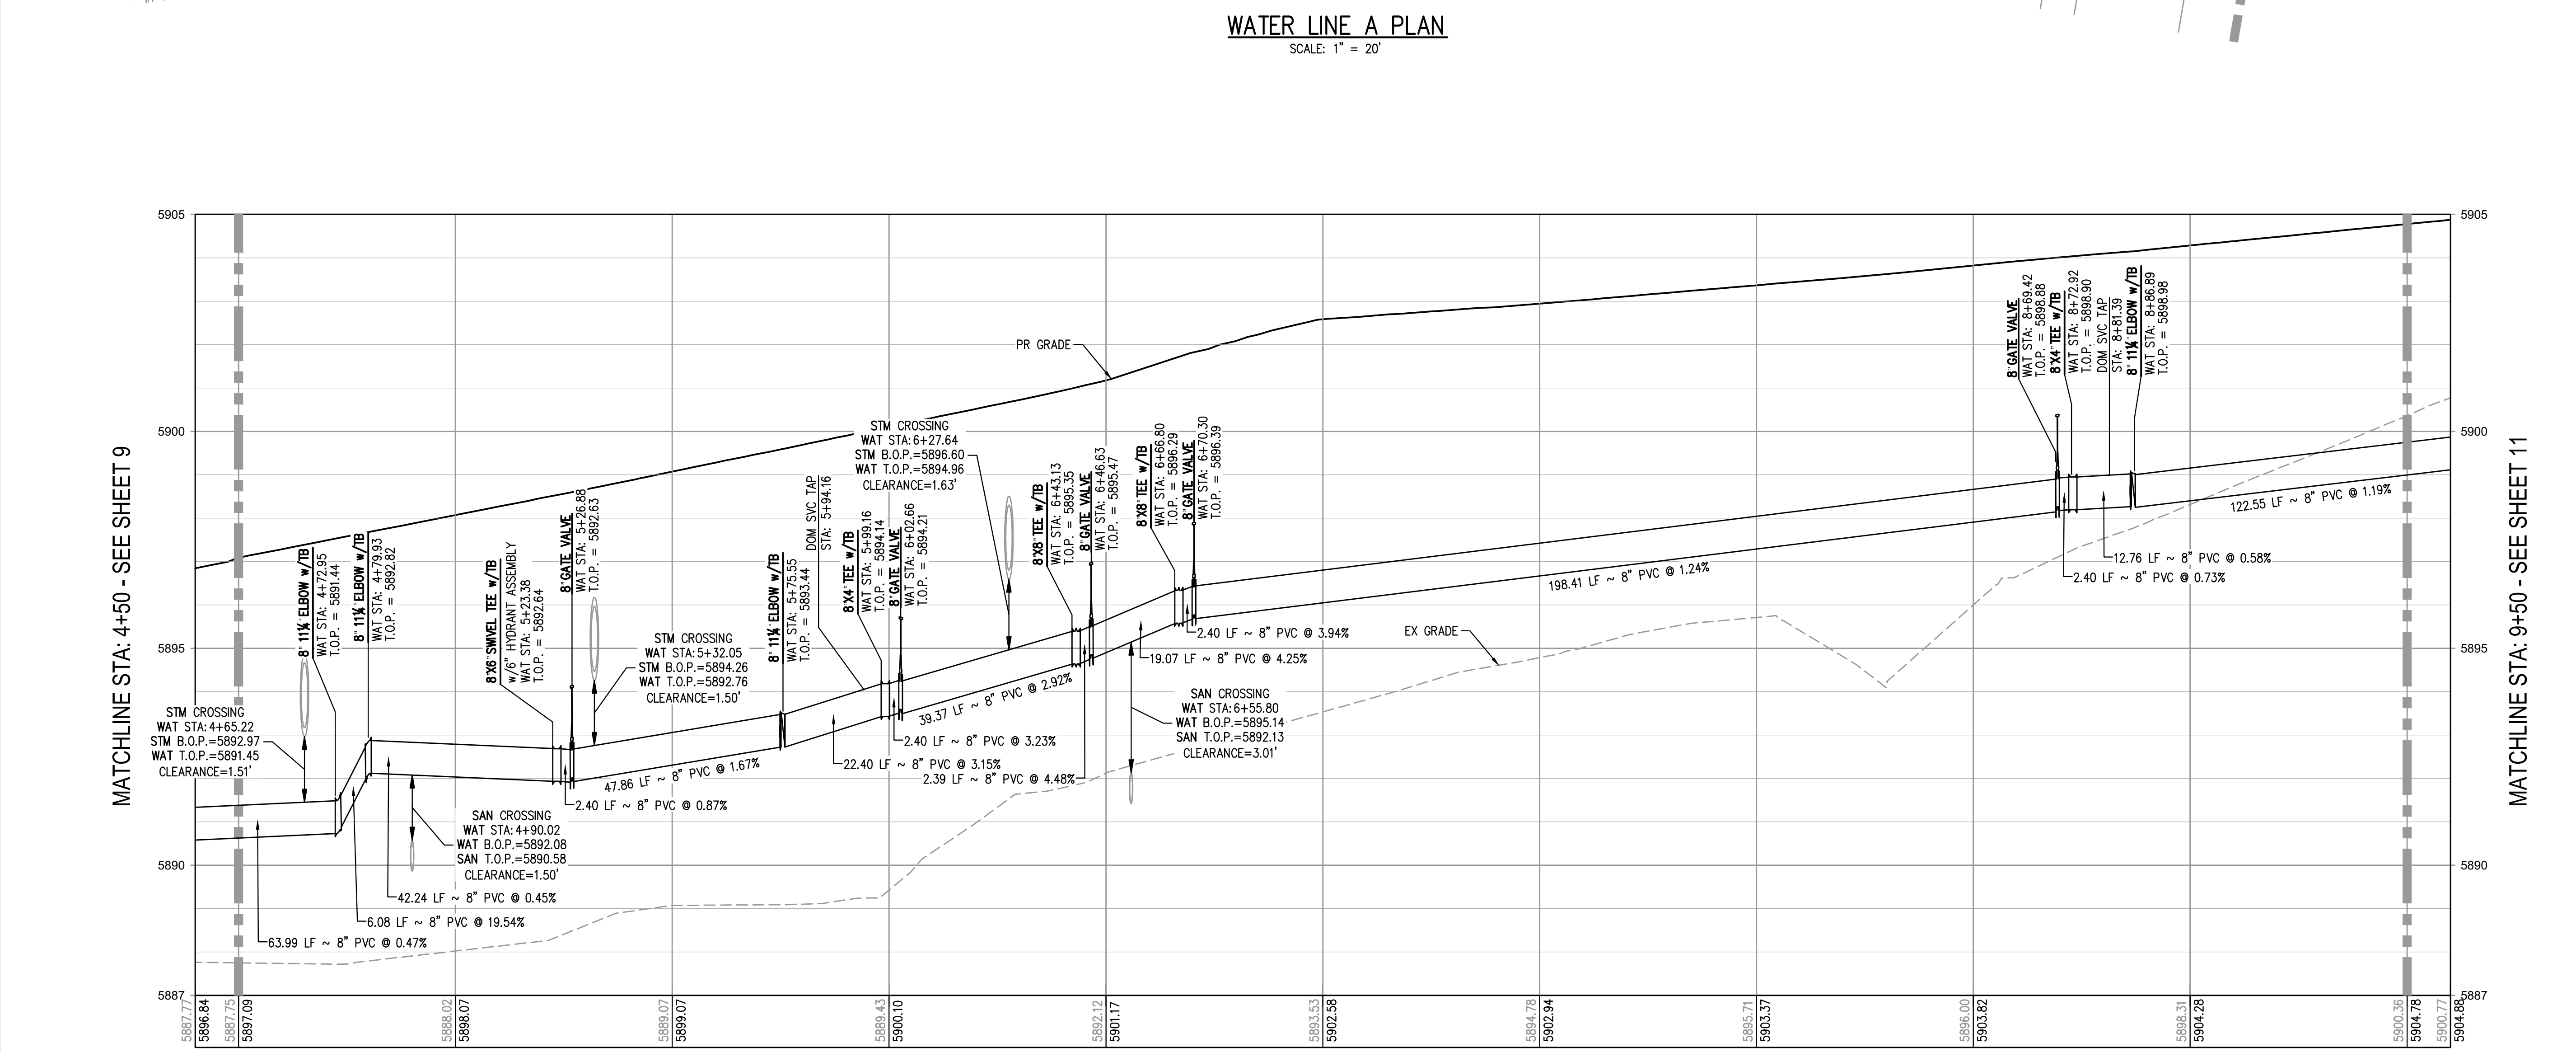 WATER LINE A PLAN
SCALE: 1" = 20'
MATCHLINE STA: 4+50 - SEE SHEET 9
MATCHLINE STA: 9+50 - SEE SHEET 11
5905
5900
5895
5890
5887
5905
5900
5895
5890
5887
STM CROSSING
WAT STA:4+65.22
STM B.O.P.=5892.97
WAT T.O.P.=5891.45
CLEARANCE=1.51'
8" 11¼° ELBOW w/TB
WAT STA: 4+72.95
T.O.P. = 5891.44
8" 11¼° ELBOW w/TB
WAT STA: 4+79.93
T.O.P. = 5892.82
63.99 LF ~ 8" PVC @ 0.47%
6.08 LF ~ 8" PVC @ 19.54%
42.24 LF ~ 8" PVC @ 0.45%
SAN CROSSING
WAT STA:4+90.02
WAT B.O.P.=5892.08
SAN T.O.P.=5890.58
CLEARANCE=1.50'
8"X6" SWIVEL TEE w/TB
w/6" HYDRANT ASSEMBLY
WAT STA: 5+23.38
T.O.P. = 5892.64
8" GATE VALVE
WAT STA: 5+26.88
T.O.P. = 5892.63
2.40 LF ~ 8" PVC @ 0.87%
STM CROSSING
WAT STA:5+32.05
STM B.O.P.=5894.26
WAT T.O.P.=5892.76
CLEARANCE=1.50'
47.86 LF ~ 8" PVC @ 1.67%
8" 11¼° ELBOW w/TB
WAT STA: 5+75.55
T.O.P. = 5893.44
DOM SVC TAP
STA: 5+94.16
8"X4" TEE w/TB
WAT STA: 5+99.16
T.O.P. = 5894.14
8" GATE VALVE
WAT STA: 6+02.66
T.O.P. = 5894.21
22.40 LF ~ 8" PVC @ 3.15%
2.40 LF ~ 8" PVC @ 3.23%
39.37 LF ~ 8" PVC @ 2.92%
STM CROSSING
WAT STA:6+27.64
STM B.O.P.=5896.60
WAT T.O.P.=5894.96
CLEARANCE=1.63'
PR GRADE
8"X8" TEE w/TB
WAT STA: 6+43.13
T.O.P. = 5895.35
8" GATE VALVE
WAT STA: 6+46.63
T.O.P. = 5895.47
2.39 LF ~ 8" PVC @ 4.48%
SAN CROSSING
WAT STA:6+55.80
WAT B.O.P.=5895.14
SAN T.O.P.=5892.13
CLEARANCE=3.01'
8"X8" TEE w/TB
WAT STA: 6+66.80
T.O.P. = 5896.29
8" GATE VALVE
WAT STA: 6+70.30
T.O.P. = 5896.39
2.40 LF ~ 8" PVC @ 3.94%
19.07 LF ~ 8" PVC @ 4.25%
EX GRADE
198.41 LF ~ 8" PVC @ 1.24%
8" GATE VALVE
WAT STA: 8+69.42
T.O.P. = 5898.88
8"X4" TEE w/TB
WAT STA: 8+72.92
T.O.P. = 5898.90
DOM SVC TAP
STA: 8+81.39
8" 11¼° ELBOW w/TB
WAT STA: 8+86.89
T.O.P. = 5898.98
122.55 LF ~ 8" PVC @ 1.19%
12.76 LF ~ 8" PVC @ 0.58%
2.40 LF ~ 8" PVC @ 0.73%
5887.77
5896.84
5887.75
5897.09
5888.02
5898.07
5889.07
5899.07
5889.43
5900.10
5892.12
5901.17
5893.53
5902.58
5894.78
5902.94
5895.71
5903.37
5896.00
5903.82
5898.31
5904.28
5900.36
5904.78
5900.77
5904.88